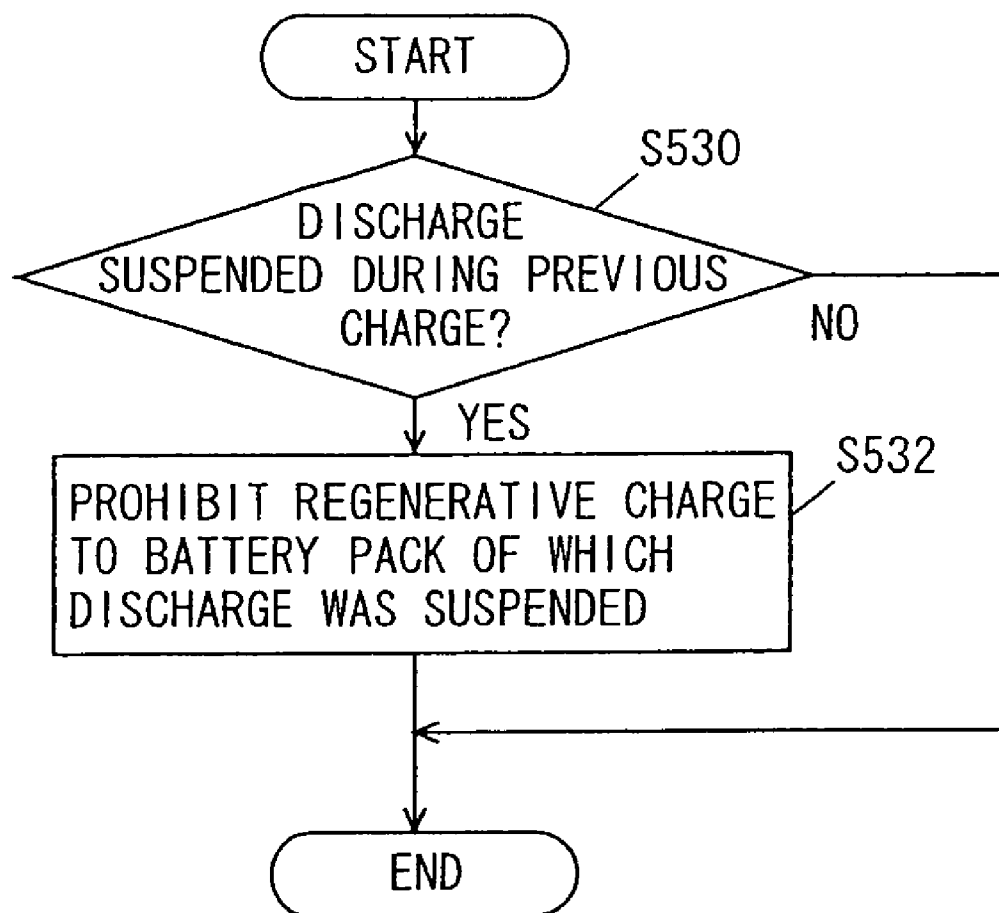 START
S530
DISCHARGE
SUSPENDED DURING PREVIOUS
CHARGE?
NO
YES
S532
PROHIBIT REGENERATIVE CHARGE
TO BATTERY PACK OF WHICH
DISCHARGE WAS SUSPENDED
END